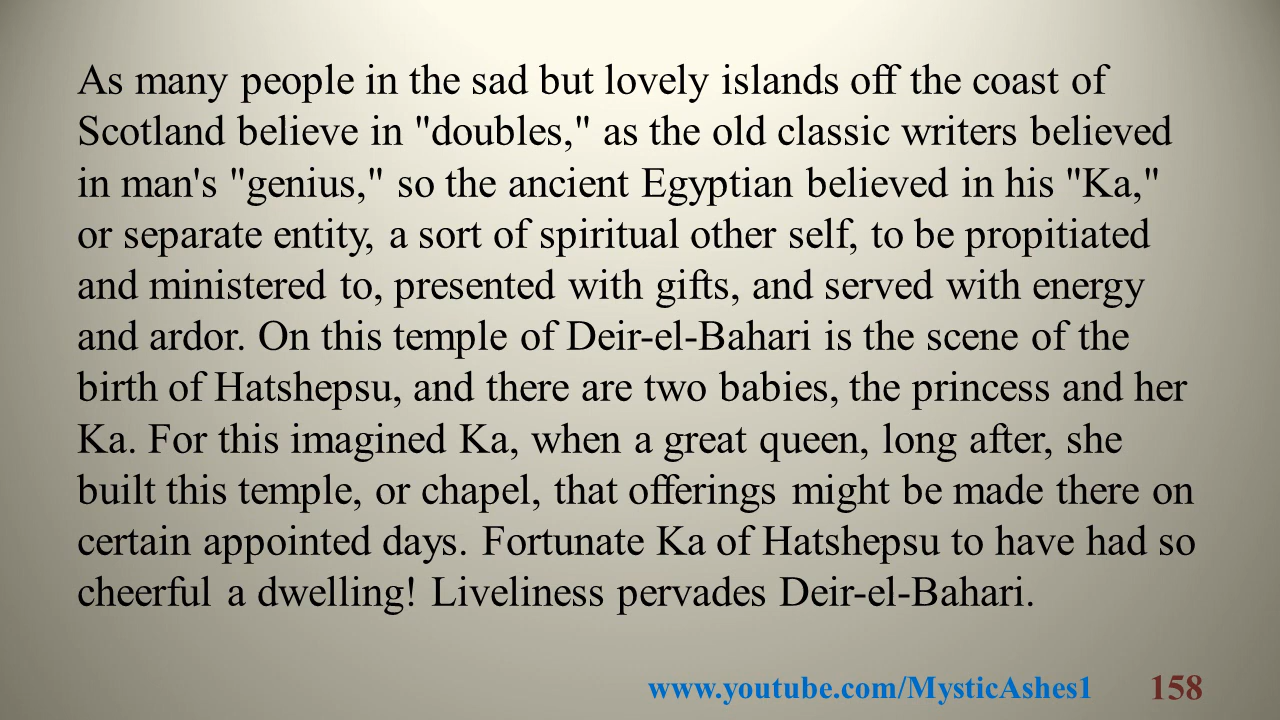 As many people in the sad but lovely islands off the coast of
Scotland believe in "doubles," as the old classic writers believed
in man's "genius," so the ancient Egyptian believed in his "Ka,"
or separate entity, a sort of spiritual other self, to be propitiated
and ministered to, presented with gifts, and served with energy
and ardor. On this temple of Deir-el-Bahari is the scene of the
birth of Hatshepsu, and there are two babies, the princess and her
Ka. For this imagined Ka, when a great queen, long after, she
built this temple, or chapel, that offerings might be made there on
certain appointed days. Fortunate Ka of Hatshepsu to have had so
cheerful a dwelling! Liveliness pervades Deir-el-Bahari.
www.youtube.com/MysticAshes1 158